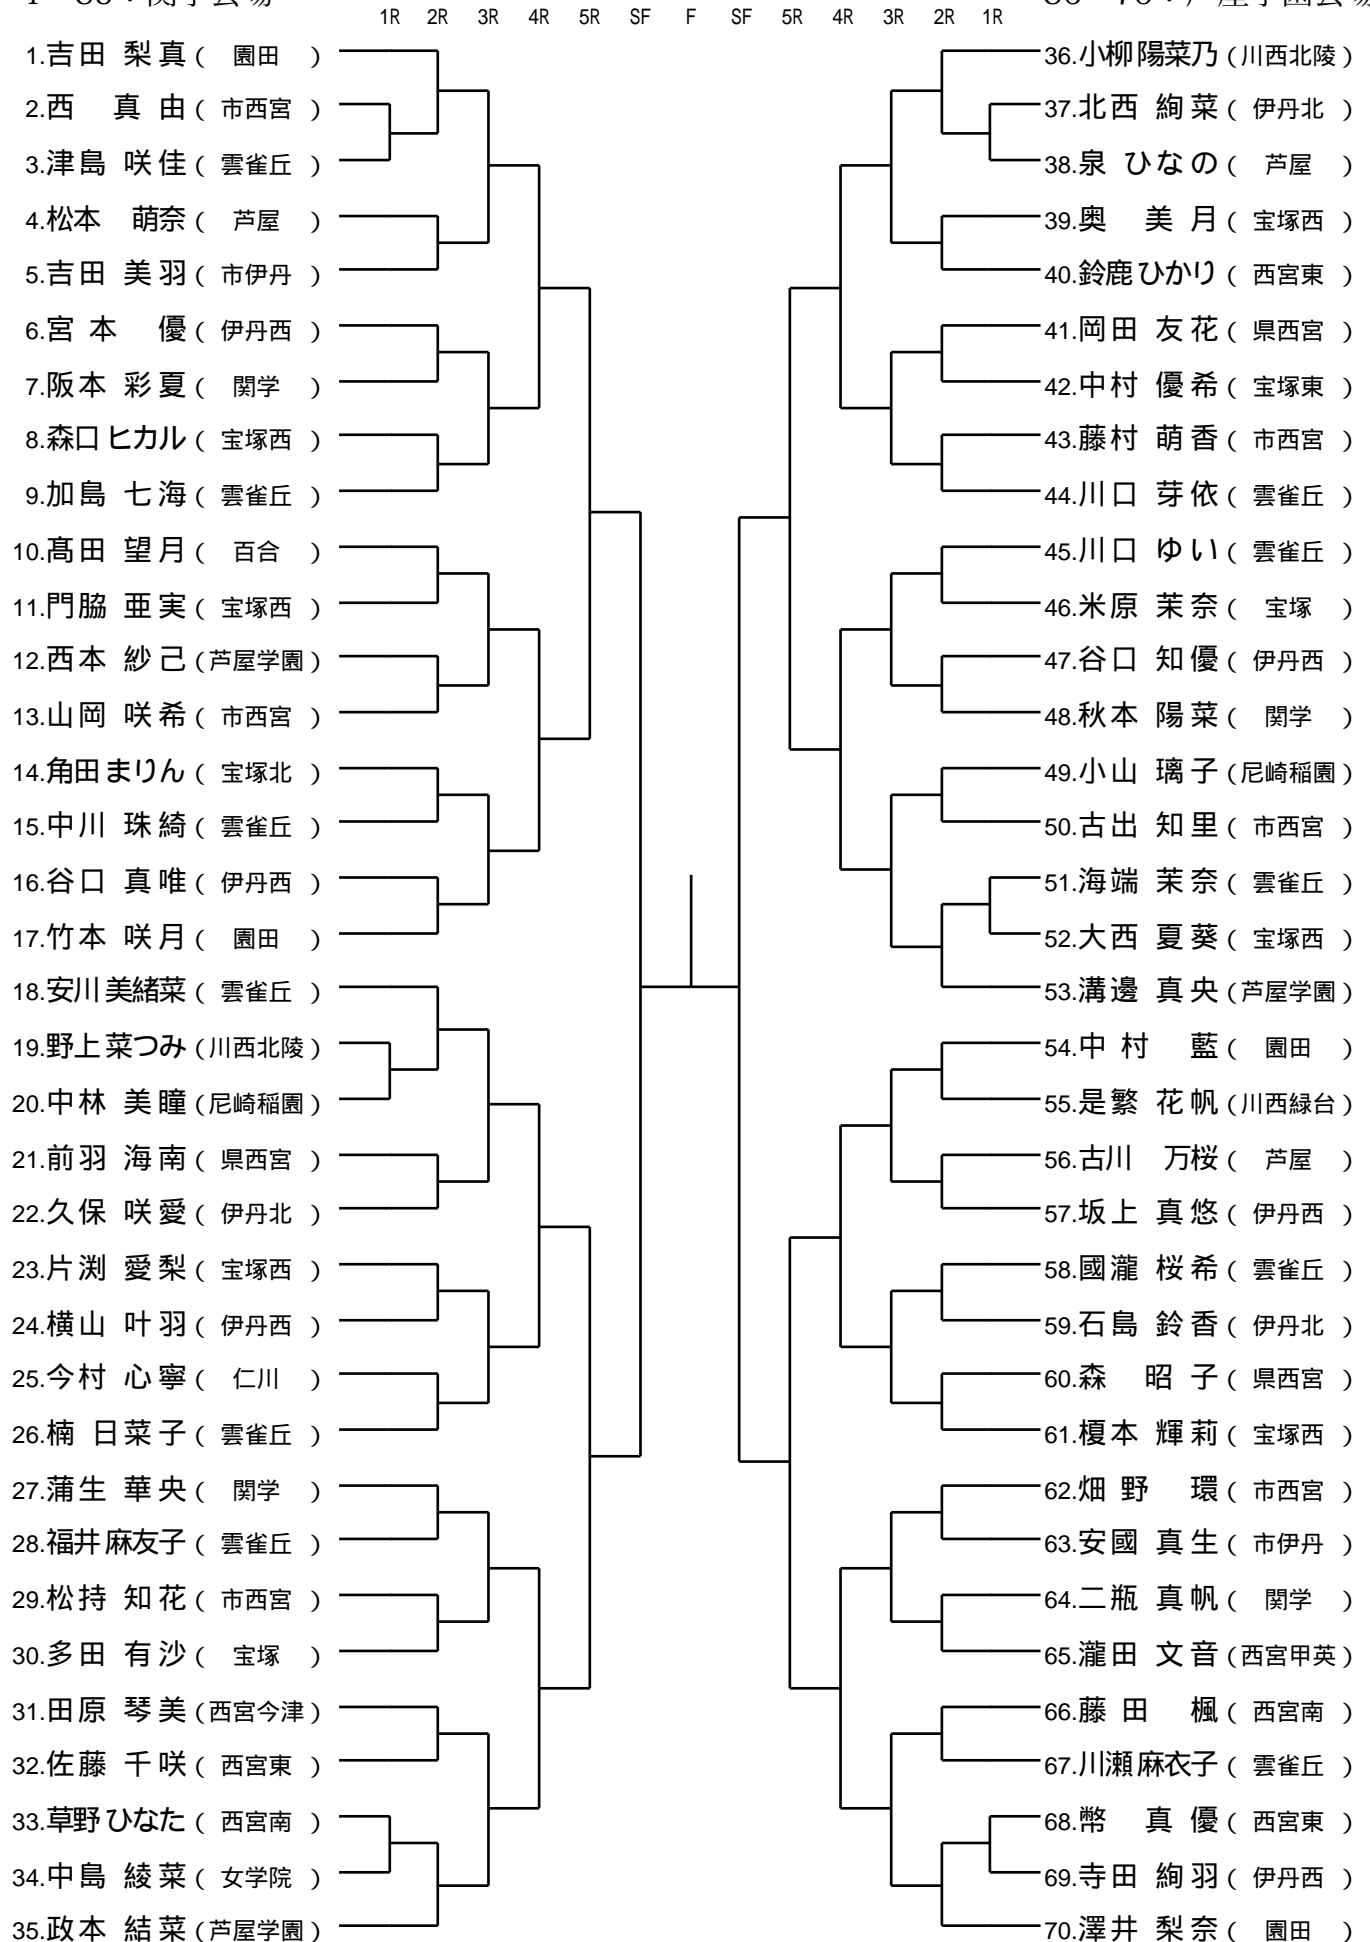 1R 2R 3R 4R 5R SF F SF 5R 4R 3R 2R 1R
1.吉田 梨真 ( 園田 )
2.西 真由 ( 市西宮 )
3.津島 咲佳 ( 雲雀丘 )
4.松本 萌奈 ( 芦屋 )
5.吉田 美羽 ( 市伊丹 )
6.宮本 優 ( 伊丹西 )
7.阪本 彩夏 ( 関学 )
8.森口 ヒカル ( 宝塚西 )
9.加島 七海 ( 雲雀丘 )
10.髙田 望月 ( 百合 )
11.門脇 亜実 ( 宝塚西 )
12.西本 紗己 ( 芦屋学園 )
13.山岡 咲希 ( 市西宮 )
14.角田 まりん ( 宝塚北 )
15.中川 珠綺 ( 雲雀丘 )
16.谷口 真唯 ( 伊丹西 )
17.竹本 咲月 ( 園田 )
18.安川 美緒菜 ( 雲雀丘 )
19.野上 菜つみ ( 川西北陵 )
20.中林 美瞳 ( 尼崎稲園 )
21.前羽 海南 ( 県西宮 )
22.久保 咲愛 ( 伊丹北 )
23.片渕 愛梨 ( 宝塚西 )
24.横山 叶羽 ( 伊丹西 )
25.今村 心寧 ( 仁川 )
26.楠 日菜子 ( 雲雀丘 )
27.蒲生 華央 ( 関学 )
28.福井 麻友子 ( 雲雀丘 )
29.松持 知花 ( 市西宮 )
30.多田 有沙 ( 宝塚 )
31.田原 琴美 ( 西宮今津 )
32.佐藤 千咲 ( 西宮東 )
33.草野 ひなた ( 西宮南 )
34.中島 綾菜 ( 女学院 )
35.政本 結菜 ( 芦屋学園 )
36.小柳 陽菜乃 ( 川西北陵 )
37.北西 絢菜 ( 伊丹北 )
38.泉 ひなの ( 芦屋 )
39.奥 美月 ( 宝塚西 )
40.鈴鹿 ひかり ( 西宮東 )
41.岡田 友花 ( 県西宮 )
42.中村 優希 ( 宝塚東 )
43.藤村 萌香 ( 市西宮 )
44.川口 芽依 ( 雲雀丘 )
45.川口 ゆい ( 雲雀丘 )
46.米原 茉奈 ( 宝塚 )
47.谷口 知優 ( 伊丹西 )
48.秋本 陽菜 ( 関学 )
49.小山 璃子 ( 尼崎稲園 )
50.古出 知里 ( 市西宮 )
51.海端 茉奈 ( 雲雀丘 )
52.大西 夏葵 ( 宝塚西 )
53.溝邊 真央 ( 芦屋学園 )
54.中村 藍 ( 園田 )
55.是繁 花帆 ( 川西緑台 )
56.古川 万桜 ( 芦屋 )
57.坂上 真悠 ( 伊丹西 )
58.國瀧 桜希 ( 雲雀丘 )
59.石島 鈴香 ( 伊丹北 )
60.森 昭子 ( 県西宮 )
61.榎本 輝莉 ( 宝塚西 )
62.畑野 環 ( 市西宮 )
63.安國 真生 ( 市伊丹 )
64.二瓶 真帆 ( 関学 )
65.瀧田 文音 ( 西宮甲英 )
66.藤田 楓 ( 西宮南 )
67.川瀬 麻衣子 ( 雲雀丘 )
68.幣 真優 ( 西宮東 )
69.寺田 絢羽 ( 伊丹西 )
70.澤井 梨奈 ( 園田 )